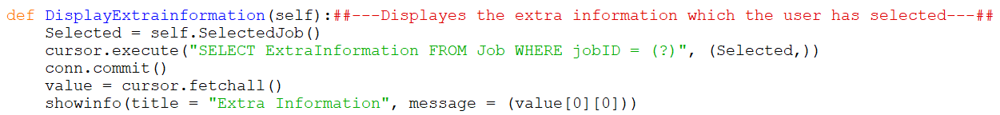 def DisplayExtrainformation(self):##---Displayes the extra information which the user has selected---##
    Selected = self.SelectedJob()
    cursor.execute("SELECT ExtraInformation FROM Job WHERE jobID = (?)", (Selected,))
    conn.commit()
    value = cursor.fetchall()
    showinfo(title = "Extra Information", message = (value[0][0]))